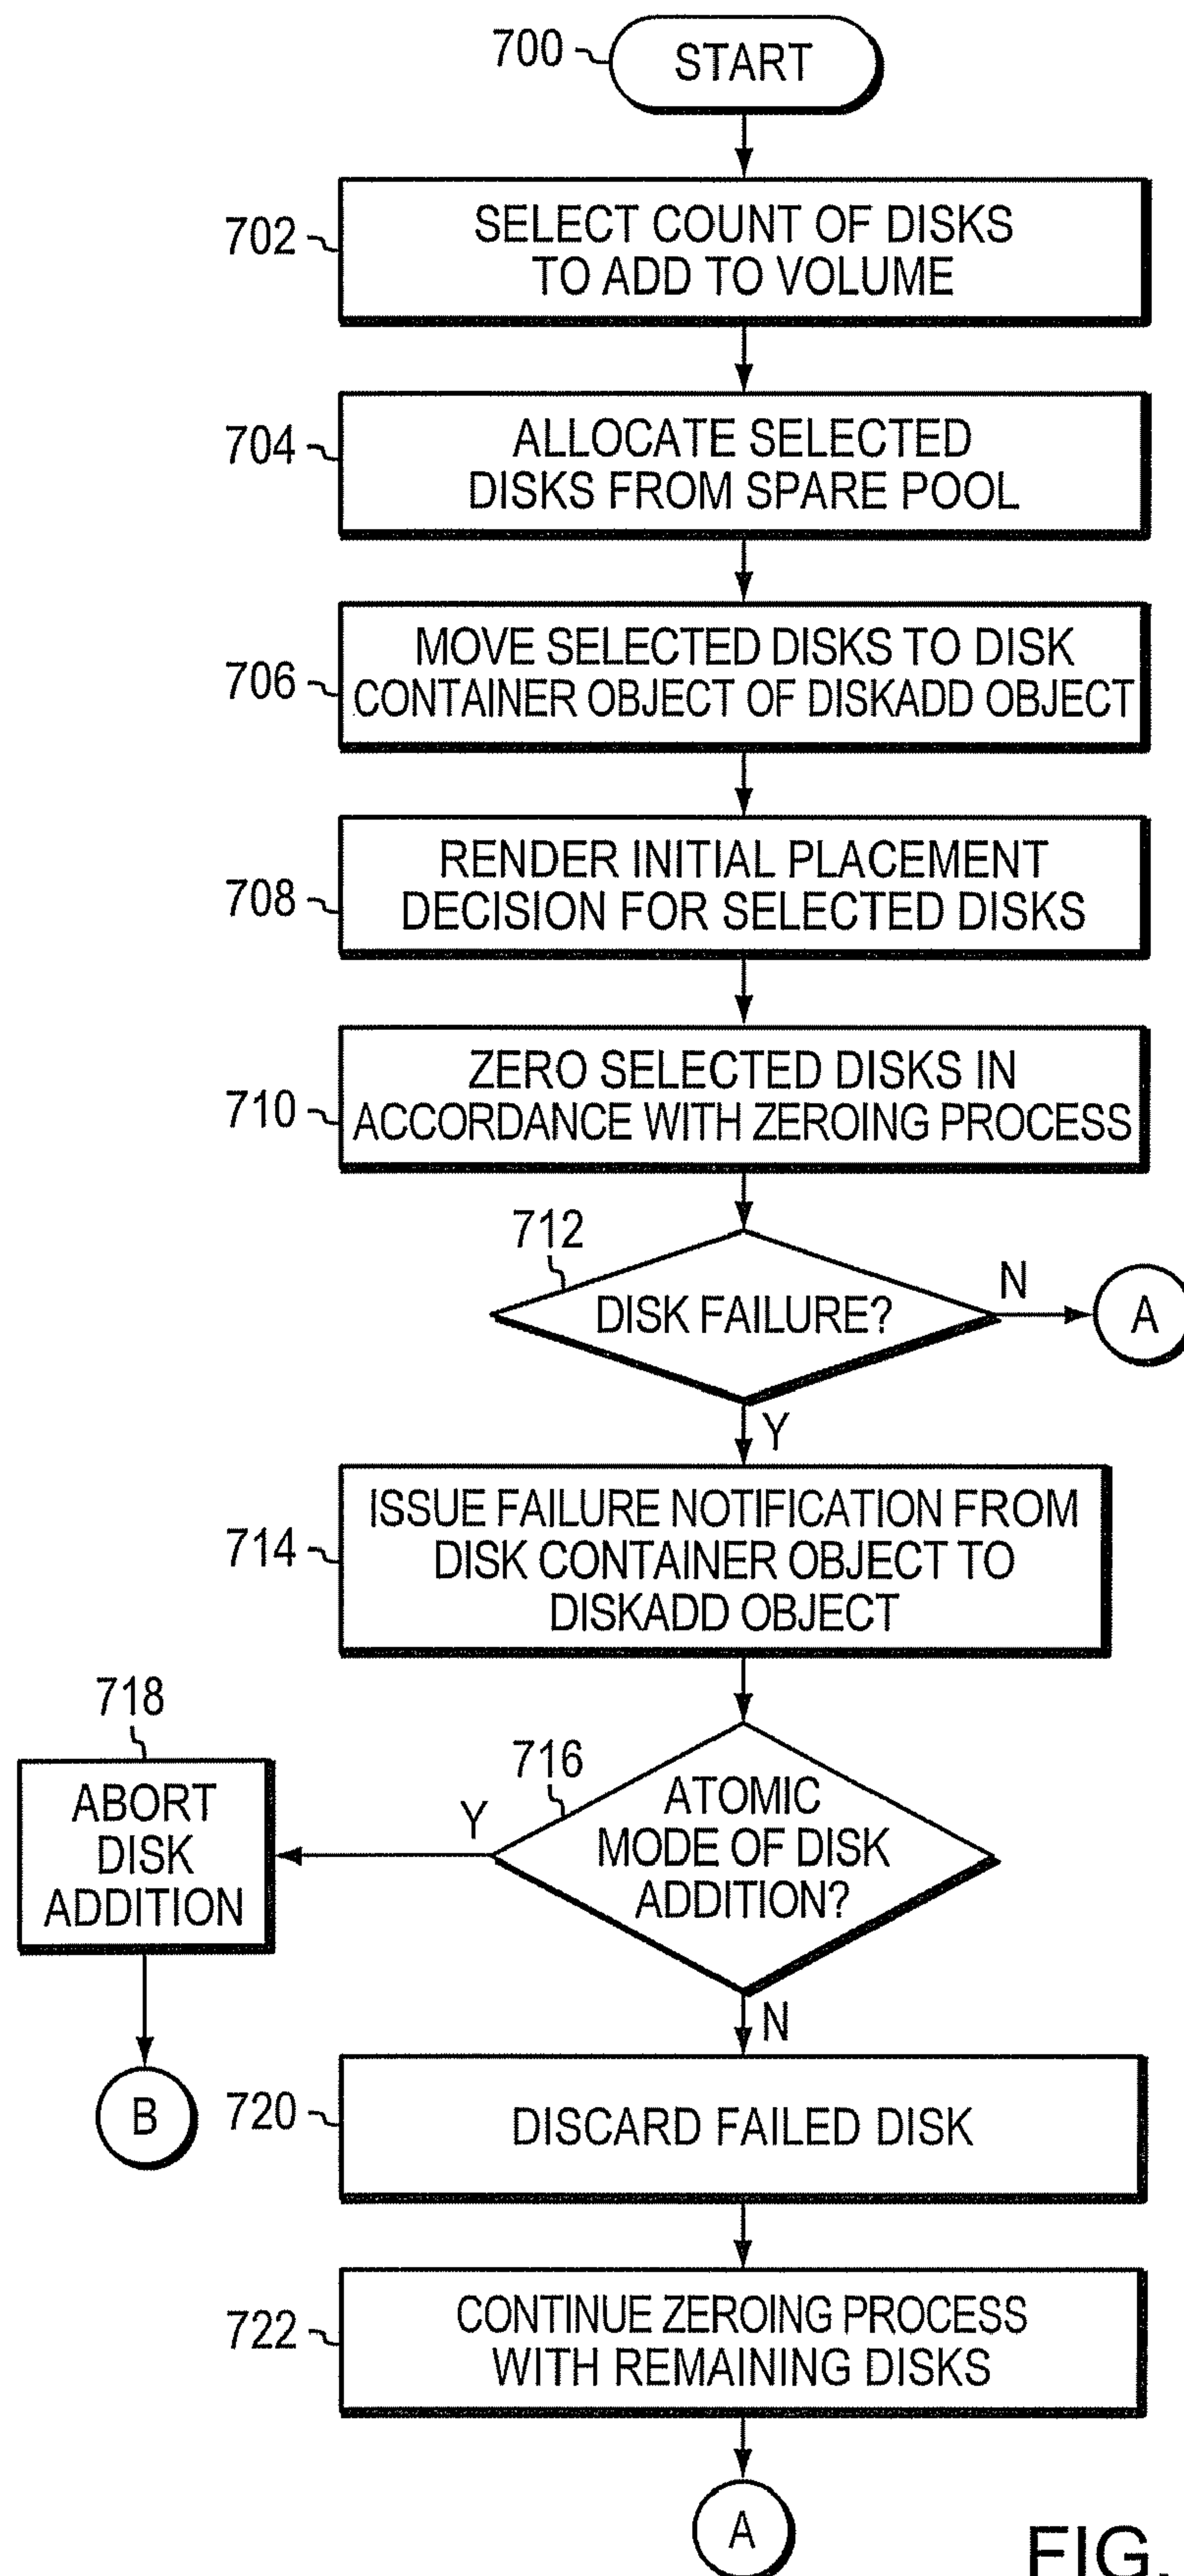 700
START
702
SELECT COUNT OF DISKS
TO ADD TO VOLUME
704
ALLOCATE SELECTED
DISKS FROM SPARE POOL
706
MOVE SELECTED DISKS TO DISK
CONTAINER OBJECT OF DISKADD OBJECT
708
RENDER INITIAL PLACEMENT
DECISION FOR SELECTED DISKS
710
ZERO SELECTED DISKS IN
ACCORDANCE WITH ZEROING PROCESS
712
DISK FAILURE?
N
A
Y
714
ISSUE FAILURE NOTIFICATION FROM
DISK CONTAINER OBJECT TO
DISKADD OBJECT
716
ATOMIC
MODE OF DISK
ADDITION?
Y
718
ABORT
DISK
ADDITION
B
N
720
DISCARD FAILED DISK
722
CONTINUE ZEROING PROCESS
WITH REMAINING DISKS
A
FIG.